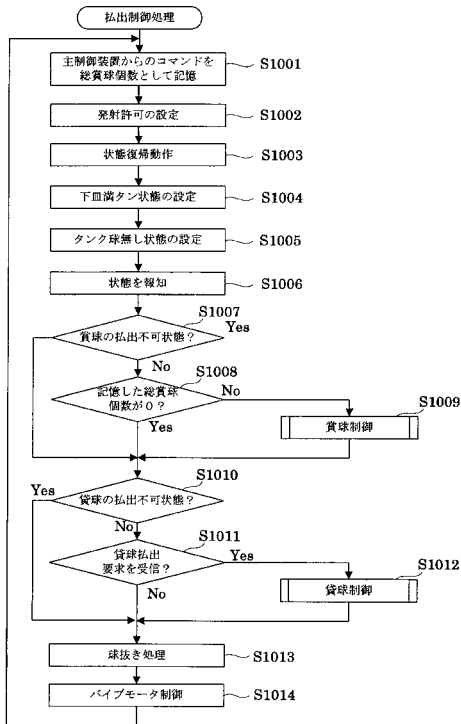 払出制御処理
主制御装置からのコマンドを
総賞球個数として記憶
S1001
発射許可の設定
S1002
状態復帰動作
S1003
下皿満タン状態の設定
S1004
タンク球無し状態の設定
S1005
状態を報知
S1006
S1007
賞球の払出不可状態？
Yes
No
S1008
記憶した総賞球
個数が０？
No
Yes
S1009
賞球制御
S1010
Yes
貸球の払出不可状態？
No
S1011
貸球払出
要求を受信？
Yes
No
S1012
貸球制御
球抜き処理
S1013
バイブモータ制御
S1014